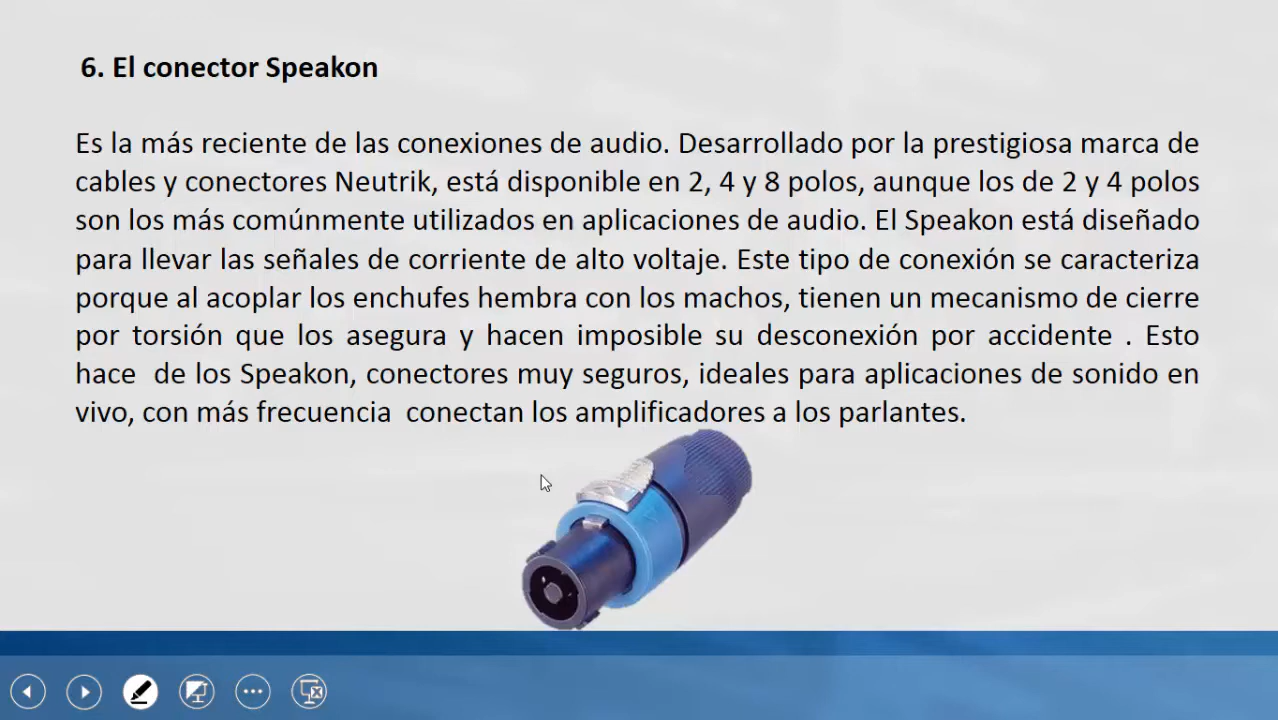 6. El conector Speakon
Es la más reciente de las conexiones de audio. Desarrollado por la prestigiosa marca de
cables y conectores Neutrik, está disponible en 2, 4 y 8 polos, aunque los de 2 y 4 polos
son los más comúnmente utilizados en aplicaciones de audio. El Speakon está diseñado
para llevar las señales de corriente de alto voltaje. Este tipo de conexión se caracteriza
porque al acoplar los enchufes hembra con los machos, tienen un mecanismo de cierre
por torsión que los asegura y hacen imposible su desconexión por accidente . Esto
hace  de los Speakon, conectores muy seguros, ideales para aplicaciones de sonido en
vivo, con más frecuencia  conectan los amplificadores a los parlantes.